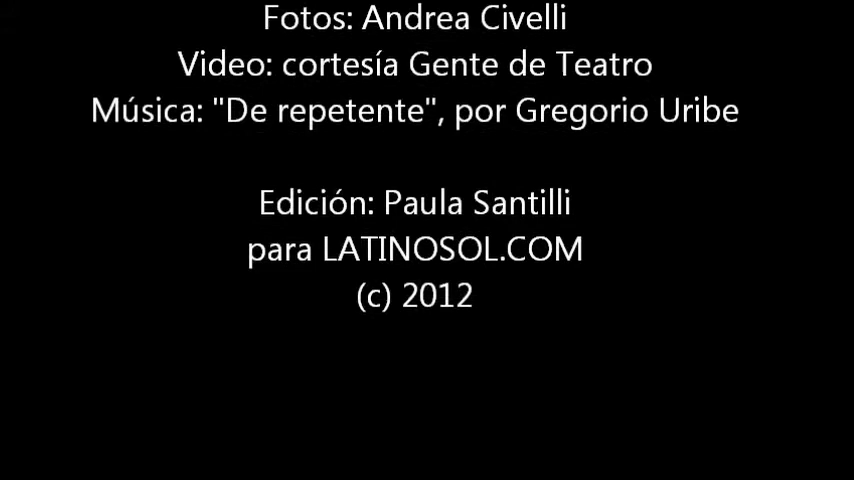 Fotos: Andrea Civelli
Video: cortesía Gente de Teatro
Música: "De repetente", por Gregorio Uribe
Edición: Paula Santilli
para LATINOSOL.COM
(c) 2012